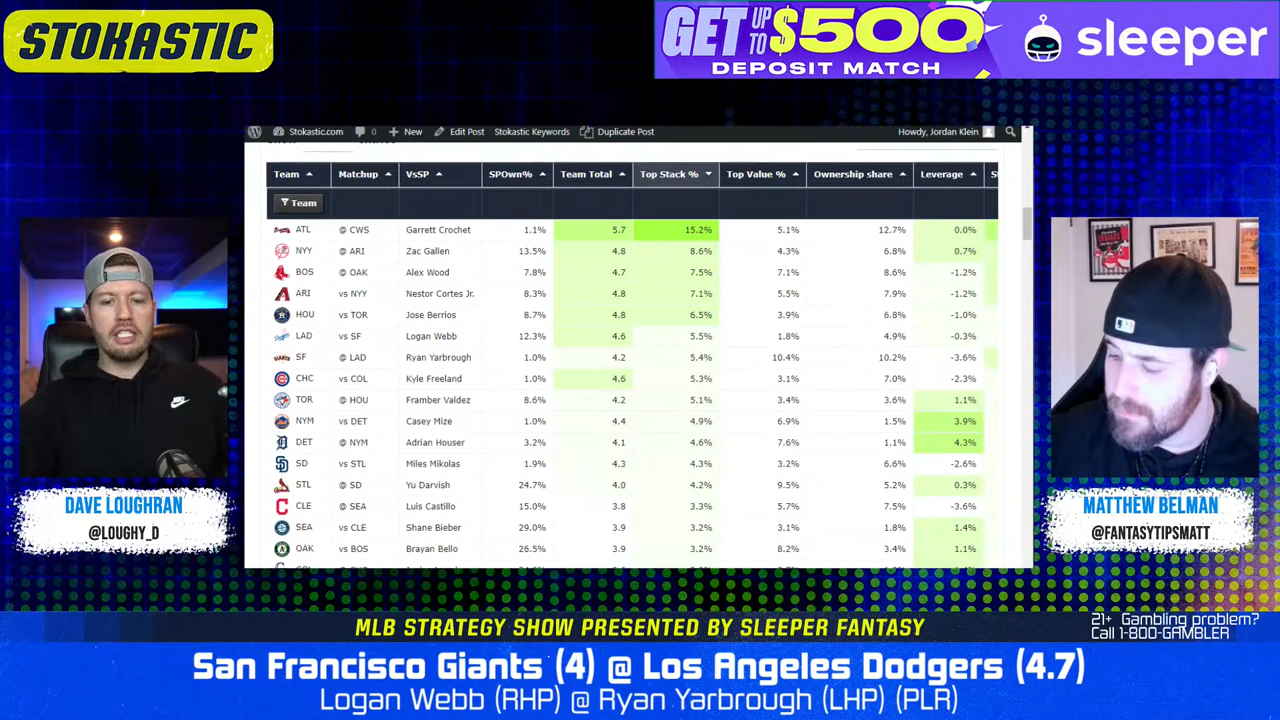 STOKASTIC
GET UP TO $500
DEPOSIT MATCH
sleeper
Stokastic.com 0 New Edit Post Stokastic Keywords Duplicate Post Howdy, Jordan Klein
Team Matchup VsSP SPOwn% Team Total Top Stack % Top Value % Ownership share Leverage
Team
ATL @ CWS Garrett Crochet 1.1% 5.7 15.2% 5.1% 12.7% 0.0%
NYY @ ARI Zac Gallen 13.5% 4.8 8.6% 4.3% 6.8% 0.7%
BOS @ OAK Alex Wood 7.8% 4.7 7.5% 7.1% 8.6% -1.2%
ARI vs NYY Nestor Cortes Jr. 8.3% 4.8 7.1% 5.5% 7.9% -1.2%
HOU vs TOR Jose Berrios 8.7% 4.8 6.5% 3.9% 6.8% -1.0%
LAD vs SF Logan Webb 12.3% 4.6 5.5% 1.8% 4.9% -0.3%
SF @ LAD Ryan Yarbrough 1.0% 4.2 5.4% 10.4% 10.2% -3.6%
CHC vs COL Kyle Freeland 1.0% 4.6 5.3% 3.1% 7.0% -2.3%
TOR @ HOU Framber Valdez 8.6% 4.2 5.1% 3.4% 3.6% 1.1%
NYM vs DET Casey Mize 1.0% 4.4 4.9% 6.9% 1.5% 3.9%
DET @ NYM Adrian Houser 3.2% 4.1 4.6% 7.6% 1.1% 4.3%
SD vs STL Miles Mikolas 1.9% 4.3 4.3% 3.2% 6.6% -2.6%
STL @ SD Yu Darvish 24.7% 4.0 4.2% 9.5% 5.2% 0.3%
CLE @ SEA Luis Castillo 15.0% 3.8 3.3% 5.7% 7.5% -3.6%
SEA vs CLE Shane Bieber 29.0% 3.9 3.2% 3.1% 1.8% 1.4%
OAK vs BOS Brayan Bello 26.5% 3.9 3.2% 8.2% 3.4% 1.1%
DAVE LOUGHRAN
@LOUGHY_D
MATTHEW BELMAN
@FANTASYTIPSMATT
MLB STRATEGY SHOW PRESENTED BY SLEEPER FANTASY
21+ Gambling problem?
Call 1-800-GAMBLER
San Francisco Giants (4) @ Los Angeles Dodgers (4.7)
Logan Webb (RHP) @ Ryan Yarbrough (LHP) (PLR)